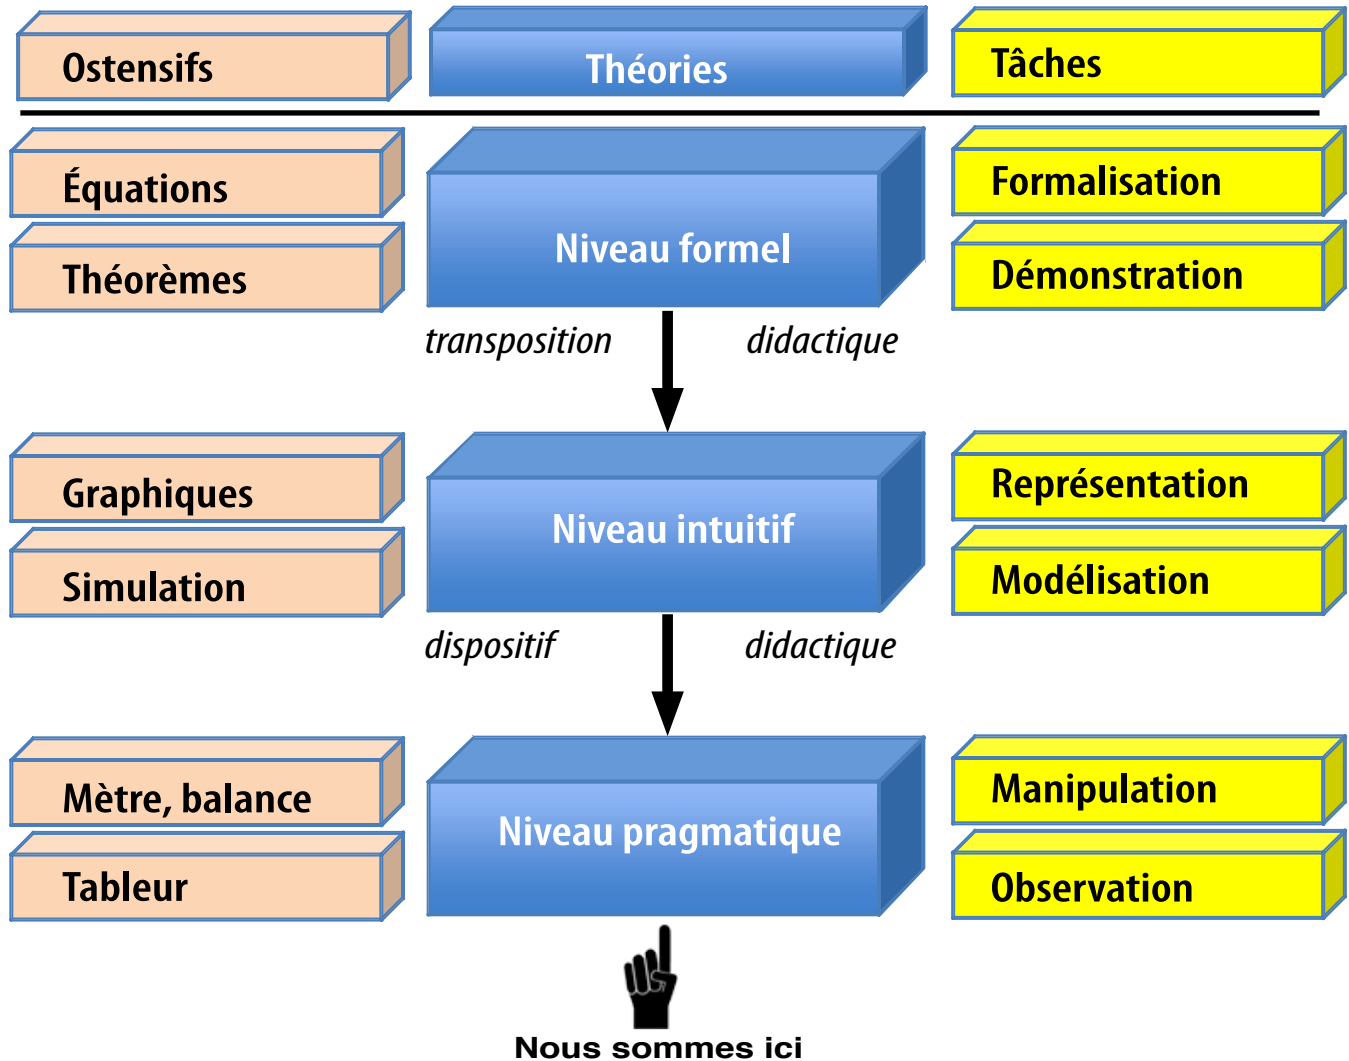 Ostensifs
Théories
Tâches
Équations
Théorèmes
Niveau formel
Formalisation
Démonstration
transposition didactique
Graphiques
Simulation
Niveau intuitif
Représentation
Modélisation
dispositif didactique
Mètre, balance
Tableur
Niveau pragmatique
Manipulation
Observation
Nous sommes ici